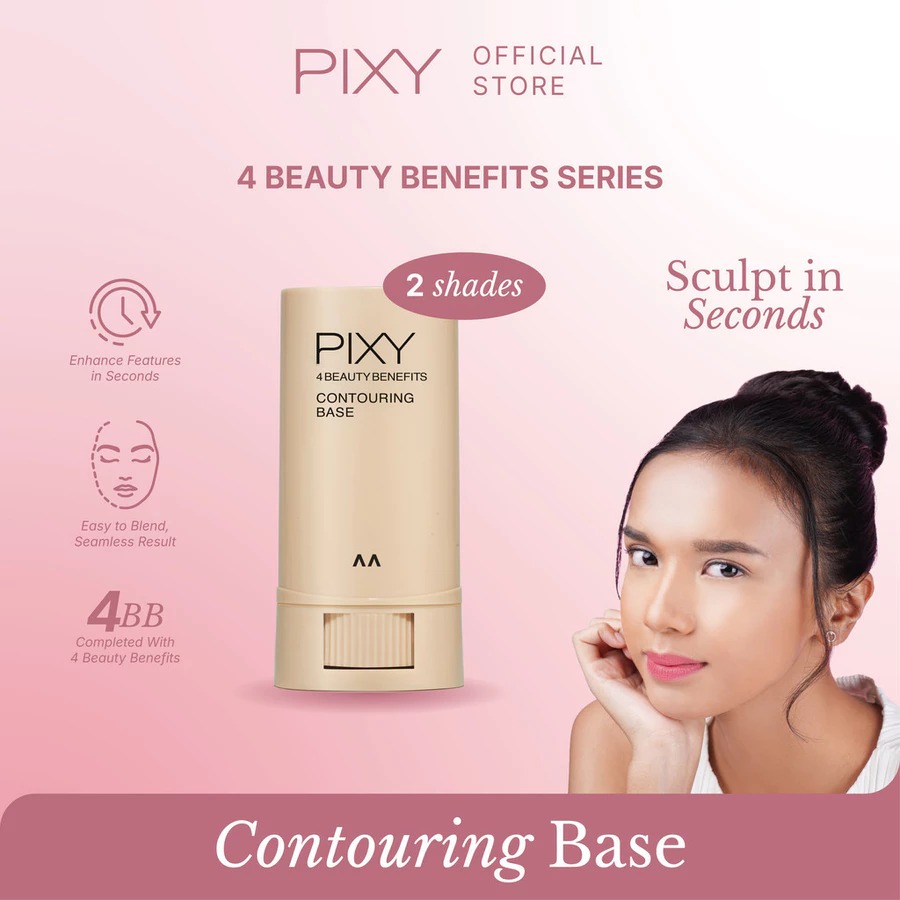 PIXY
OFFICIAL
STORE
4 BEAUTY BENEFITS SERIES
2 shades
Sculpt in
Seconds
Enhance Features
in Seconds
Easy to Blend,
Seamless Result
4BB
Completed With
4 Beauty Benefits
PIXY
4 BEAUTY BENEFITS
CONTOURING
BASE
Contouring Base